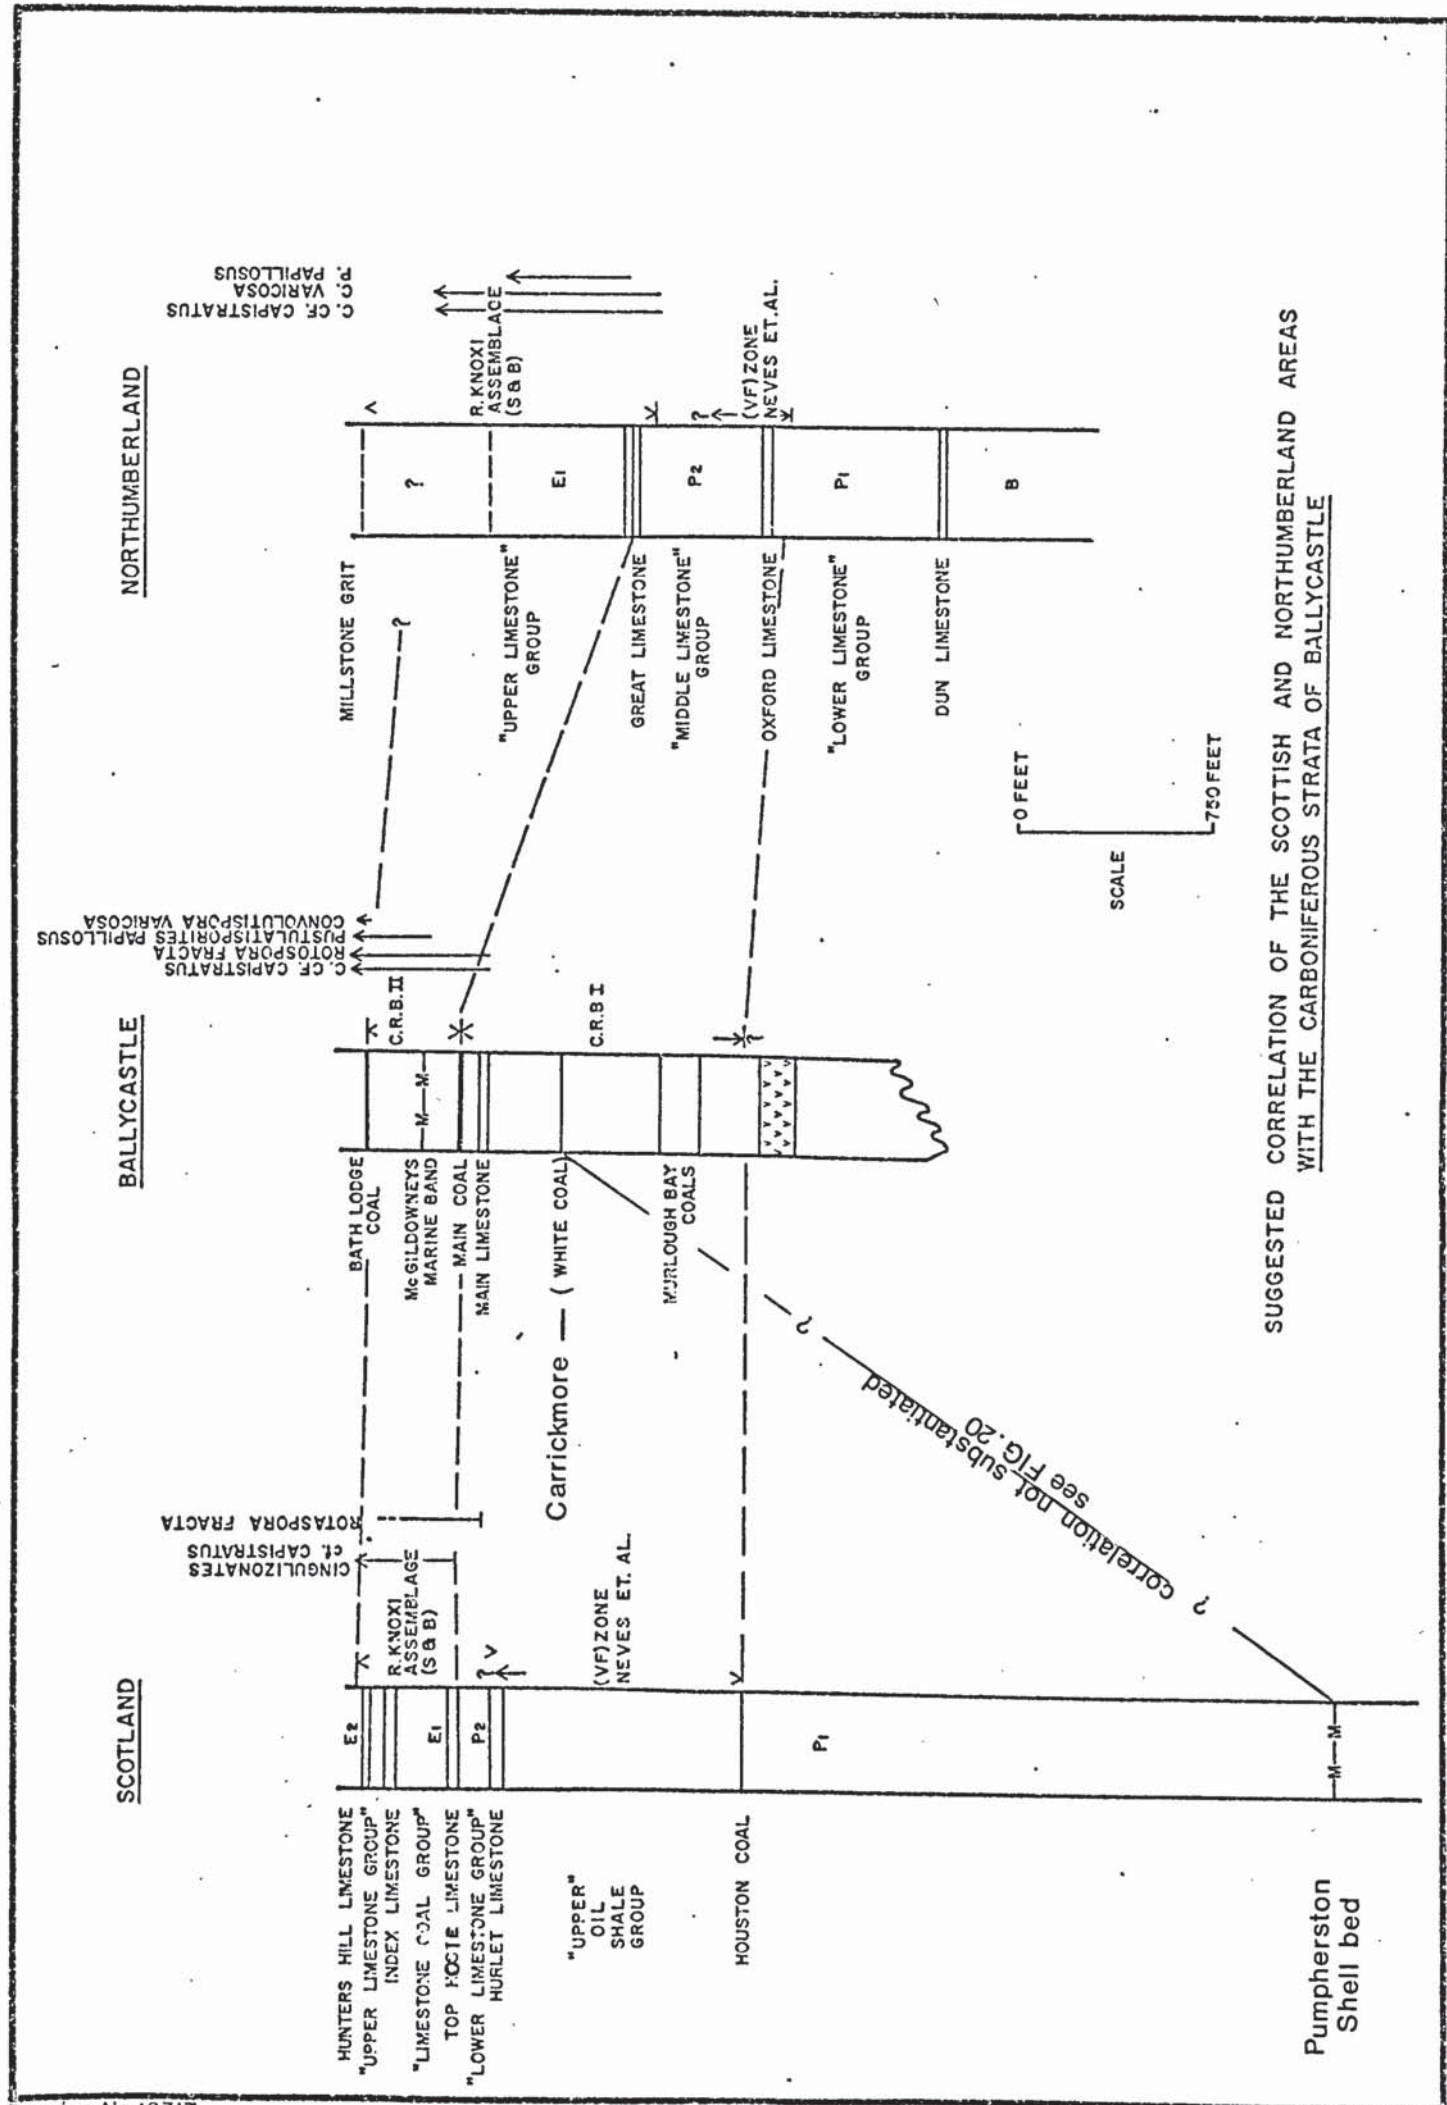 SCOTLAND
BALLYCASTLE
NORTHUMBERLAND
HUNTERS HILL LIMESTONE
"UPPER LIMESTONE GROUP"
INDEX LIMESTONE
"LIMESTONE COAL GROUP"
TOP LIMESTONE
"LOWER LIMESTONE GROUP"
HURLET LIMESTONE
"UPPER"
OIL
SHALE
GROUP
HOUSTON COAL
Pumpherston
Shell bed
E2
E1
P2
P1
M M
R.KNOXI
ASSEMBLAGE
(S & B)
?
(VF)ZONE
NEVES ET. AL.
CINGULIZONATES
cf. CAPISTRATUS
ROTASPORA FRACTA
? correlation not substantiated ?
see FIG. 20
BATH LODGE
COAL
McGILDOWNEYS
MARINE BAND
MAIN COAL
MAIN LIMESTONE
Carrickmore — ( WHITE COAL)
MURLOUGH BAY
COALS
M M
C.R.B.II
C.R.B I
?
C. CF. CAPISTRATUS
ROTOSPORA FRACTA
PUSTULATISPORITES PAPILLOSUS
CONVOLUTISPORA VARICOSA
?
MILLSTONE GRIT
"UPPER LIMESTONE"
GROUP
GREAT LIMESTONE
"MIDDLE LIMESTONE"
GROUP
OXFORD LIMESTONE
"LOWER LIMESTONE"
GROUP
DUN LIMESTONE
?
E1
P2
P1
B
R.KNOXI
ASSEMBLACE
(S & B)
?
(VF)ZONE
NEVES ET.AL.
C. CF. CAPISTRATUS
C. VARICOSA
P. PAPILLOSUS
SCALE
0 FEET
750 FEET
SUGGESTED CORRELATION OF THE SCOTTISH AND NORTHUMBERLAND AREAS
WITH THE CARBONIFEROUS STRATA OF BALLYCASTLE